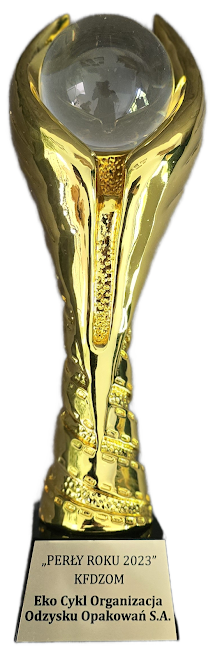 „PERŁY ROKU 2023”
KFDZOM
Eko Cykl Organizacja
Odzysku Opakowań S.A.